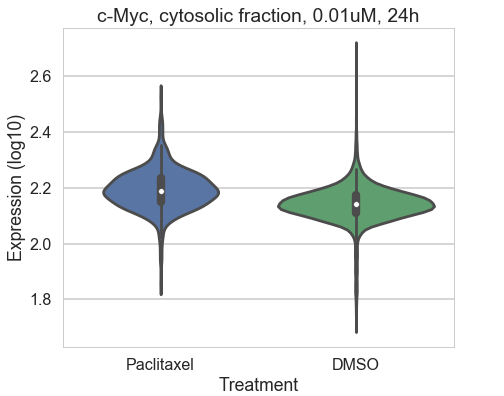 c-Myc, cytosolic fraction, 0.01uM, 24h
Expression (log10)
2.6
2.4
2.2
2.0
1.8
Paclitaxel DMSO
Treatment